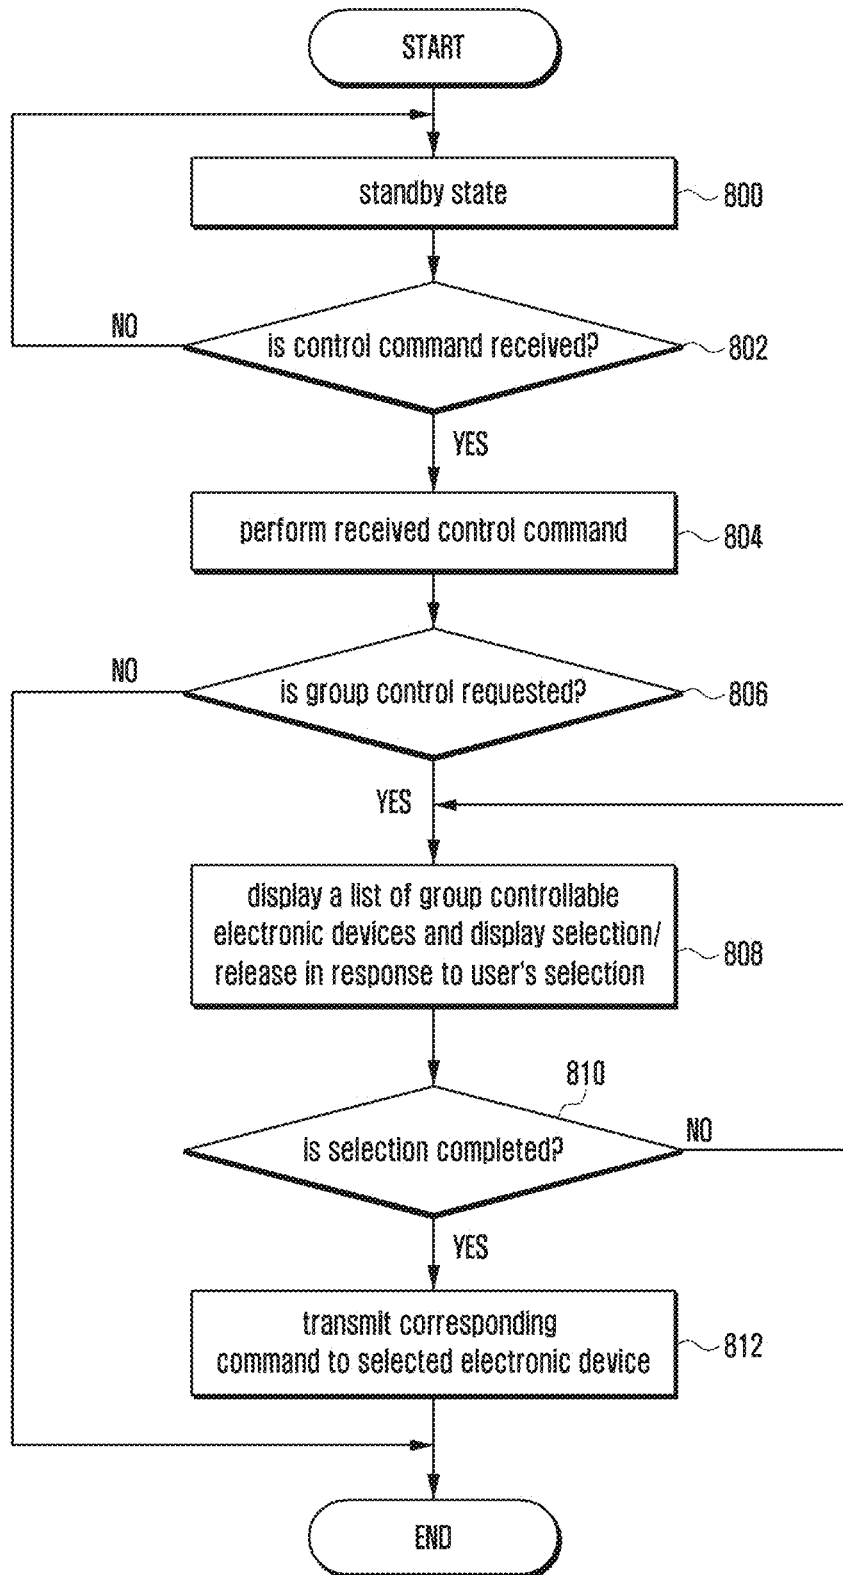 START
standby state
800
NO
is control command received?
802
YES
perform received control command
804
NO
is group control requested?
806
YES
display a list of group controllable
electronic devices and display selection/
release in response to user's selection
808
810
is selection completed?
NO
YES
transmit corresponding
command to selected electronic device
812
END